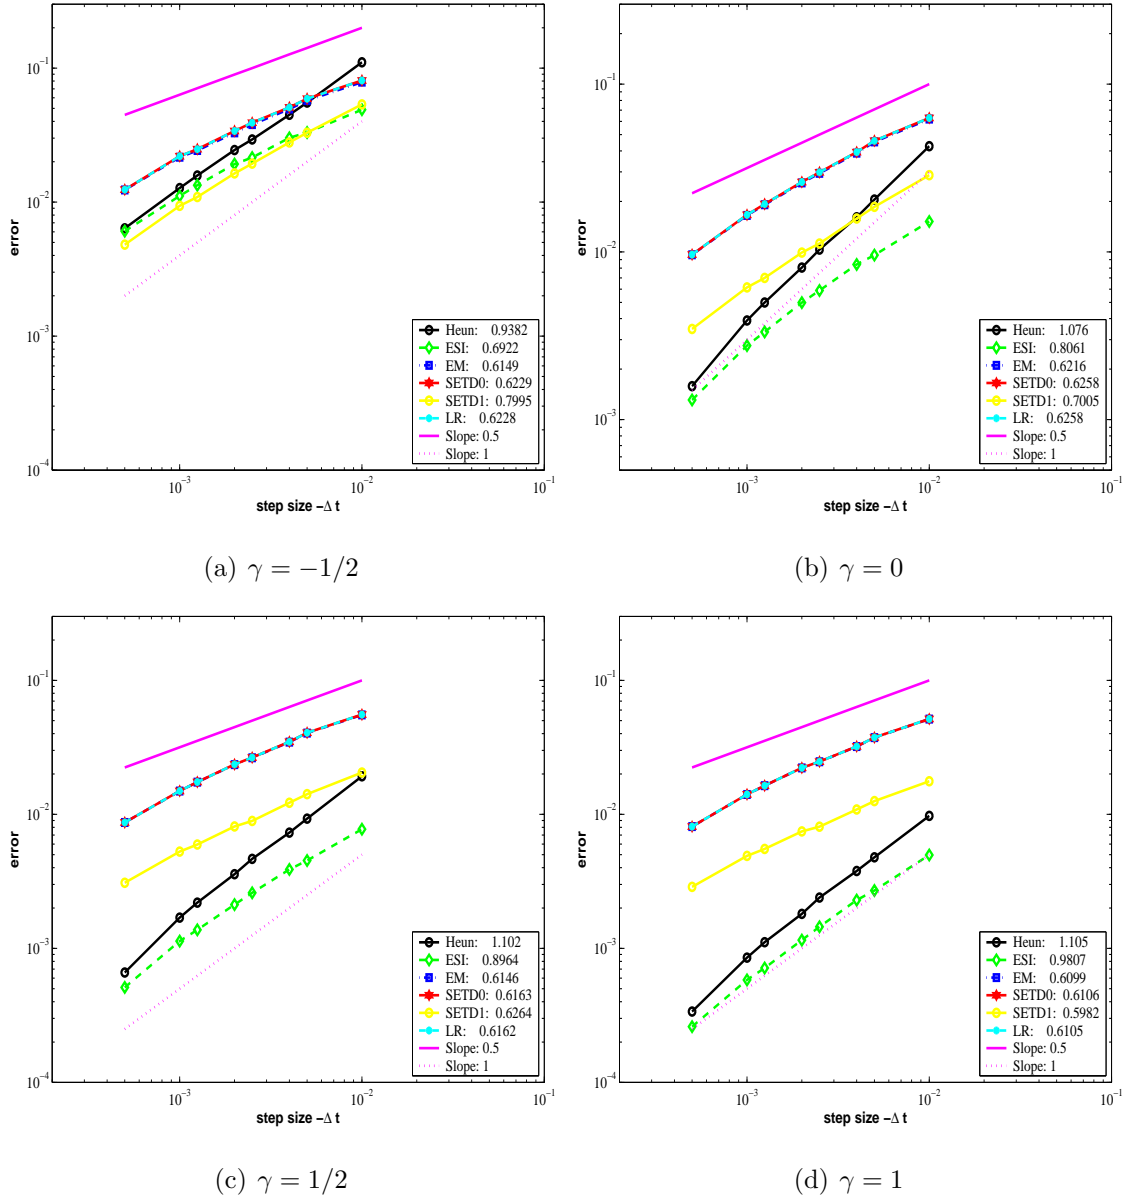 10⁻¹
10⁻²
10⁻³
10⁻⁴
error
10⁻³
10⁻²
10⁻¹
step size −Δ t
Heun: 0.9382
ESI: 0.6922
EM: 0.6149
SETD0: 0.6229
SETD1: 0.7995
LR: 0.6228
Slope: 0.5
Slope: 1
(a) γ = −1/2
10⁻¹
10⁻²
10⁻³
error
10⁻³
10⁻²
10⁻¹
step size −Δ t
Heun: 1.076
ESI: 0.8061
EM: 0.6216
SETD0: 0.6258
SETD1: 0.7005
LR: 0.6258
Slope: 0.5
Slope: 1
(b) γ = 0
10⁻¹
10⁻²
10⁻³
10⁻⁴
error
10⁻³
10⁻²
10⁻¹
step size −Δ t
Heun: 1.102
ESI: 0.8964
EM: 0.6146
SETD0: 0.6163
SETD1: 0.6264
LR: 0.6162
Slope: 0.5
Slope: 1
(c) γ = 1/2
10⁻¹
10⁻²
10⁻³
10⁻⁴
error
10⁻³
10⁻²
10⁻¹
step size −Δ t
Heun: 1.105
ESI: 0.9807
EM: 0.6099
SETD0: 0.6106
SETD1: 0.5982
LR: 0.6105
Slope: 0.5
Slope: 1
(d) γ = 1